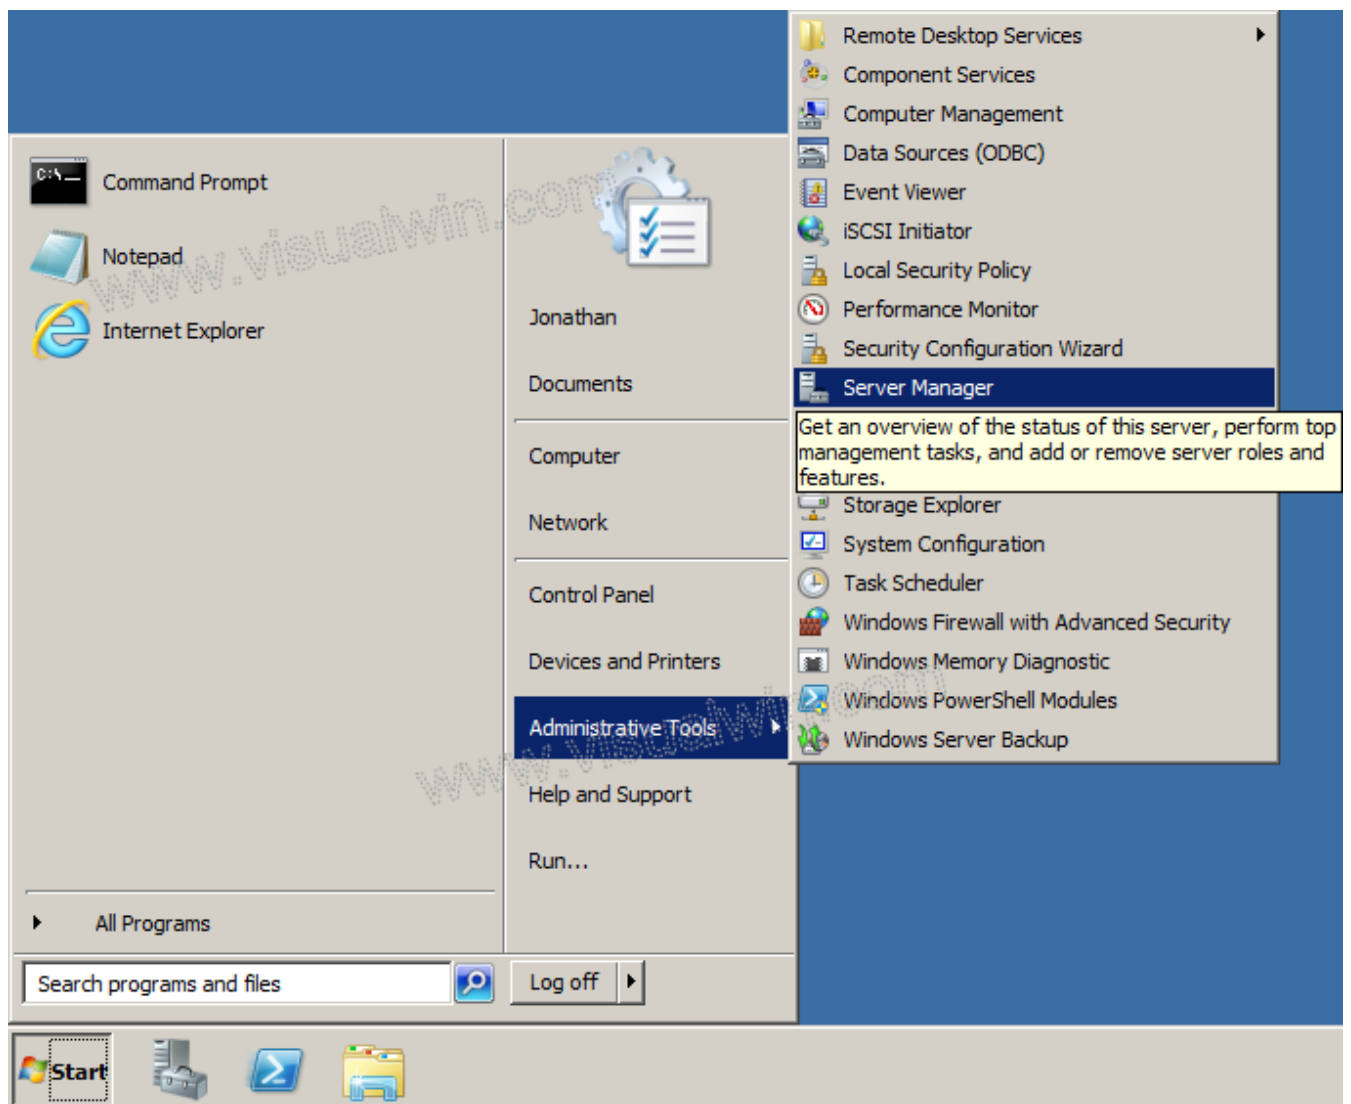 Command Prompt
Notepad
Internet Explorer
All Programs
Search programs and files
Jonathan
Documents
Computer
Network
Control Panel
Devices and Printers
Administrative Tools
Help and Support
Run...
Log off
Remote Desktop Services
Component Services
Computer Management
Data Sources (ODBC)
Event Viewer
iSCSI Initiator
Local Security Policy
Performance Monitor
Security Configuration Wizard
Server Manager
Get an overview of the status of this server, perform top
management tasks, and add or remove server roles and
features.
Storage Explorer
System Configuration
Task Scheduler
Windows Firewall with Advanced Security
Windows Memory Diagnostic
Windows PowerShell Modules
Windows Server Backup
Start
www.visualwin.com
www.visualwin.com
C:\_